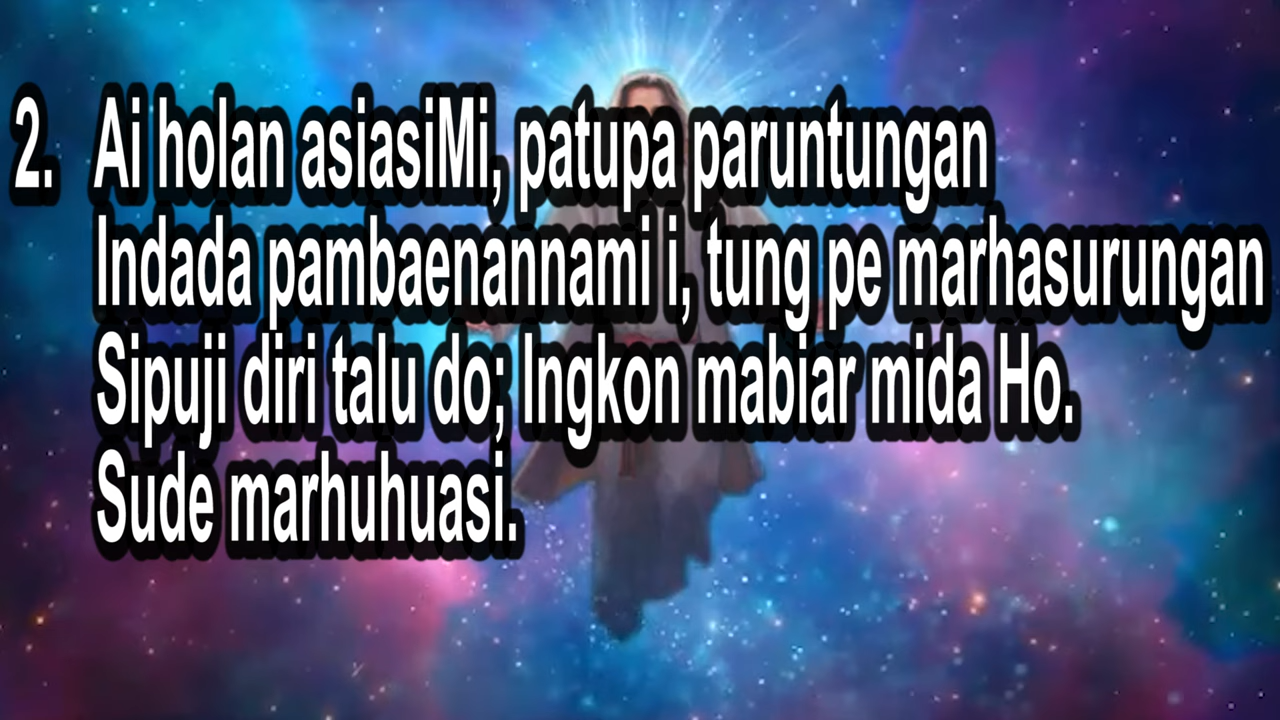 2. Ai holan asiasiMi, patupa paruntungan
Indada pambaenannami i, tung pe marhasurungan
Sipuji diri talu do; Ingkon mabiar mida Ho.
Sude marhuhuasi.